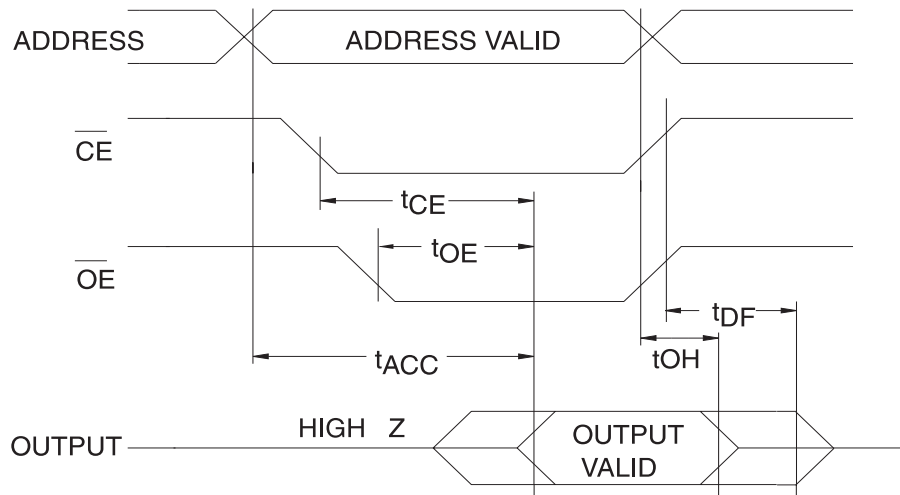 ADDRESS
ADDRESS VALID
CE
tCE
OE
tOE
tDF
tACC
tOH
HIGH Z
OUTPUT
OUTPUT
VALID